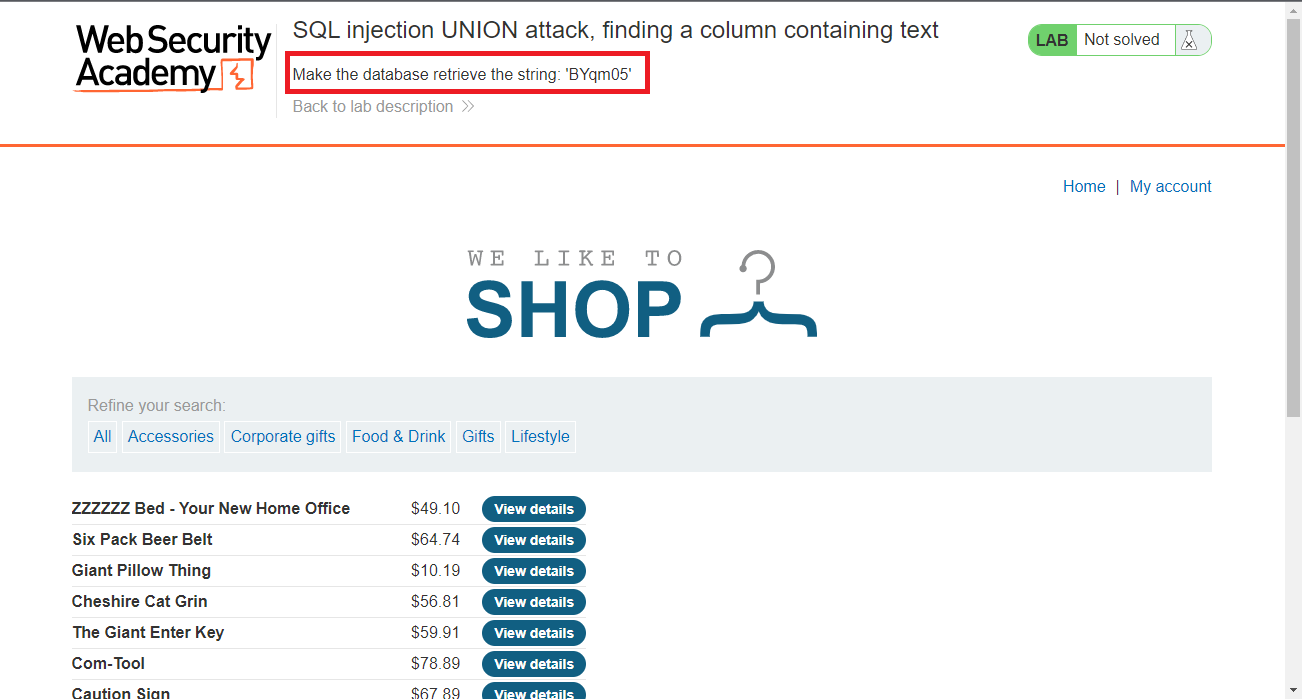 Web Security
Academy
SQL injection UNION attack, finding a column containing text
Make the database retrieve the string: 'BYqm05'
Back to lab description
LAB Not solved
Home | My account
WE LIKE TO
SHOP
Refine your search:
All Accessories Corporate gifts Food & Drink Gifts Lifestyle
ZZZZZZ Bed - Your New Home Office $49.10 View details
Six Pack Beer Belt $64.74 View details
Giant Pillow Thing $10.19 View details
Cheshire Cat Grin $56.81 View details
The Giant Enter Key $59.91 View details
Com-Tool $78.89 View details
Caution Sign $67.89 View details